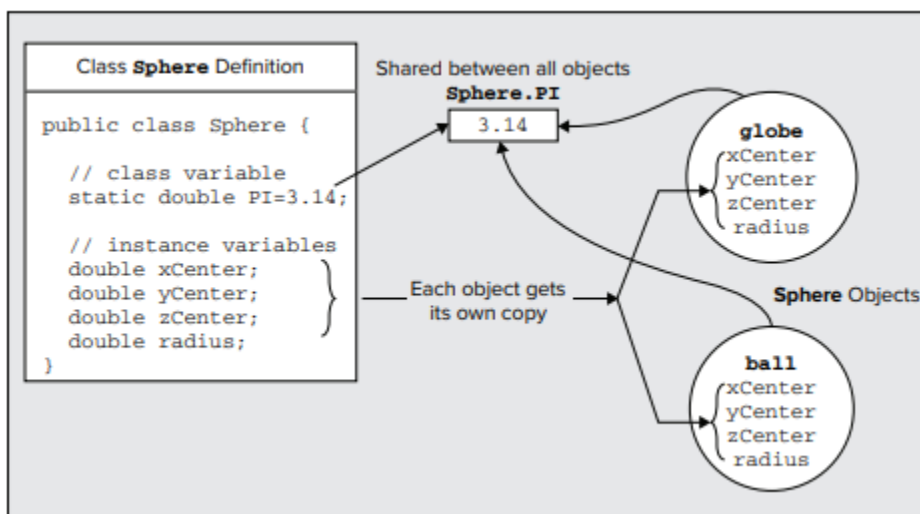 Class Sphere Definition
public class Sphere {
// class variable
static double PI=3.14;
// instance variables
double xCenter;
double yCenter;
double zCenter;
double radius;
}
Shared between all objects
Sphere.PI
3.14
globe
xCenter
yCenter
zCenter
radius
Each object gets
its own copy
Sphere Objects
ball
xCenter
yCenter
zCenter
radius